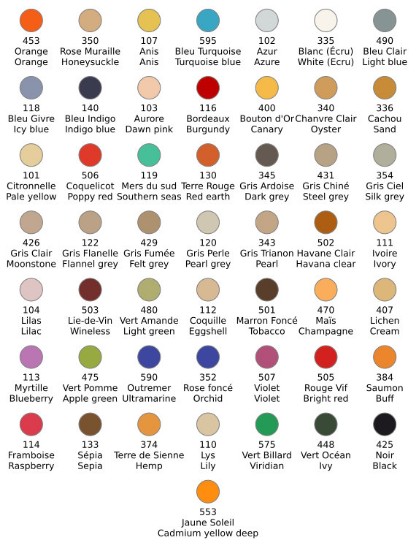 453 350 107 595 102 335 490
Orange Rose Muraille Anis Bleu Turquoise Azur Blanc (Écru) Bleu Clair
Orange Honeysuckle Anis Turquoise blue Azure White (Ecru) Light blue
118 140 103 116 400 340 336
Bleu Givre Bleu Indigo Aurore Bordeaux Bouton d'Or Chanvre Clair Cachou
Icy blue Indigo blue Dawn pink Burgundy Canary Oyster Sand
101 506 119 130 345 431 354
Citronnelle Coquelicot Mers du sud Terre Rouge Gris Ardoise Gris Chiné Gris Ciel
Pale yellow Poppy red Southern seas Red earth Dark grey Steel grey Silk grey
426 122 429 120 343 502 111
Gris Clair Gris Flanelle Gris Fumée Gris Perle Gris Trianon Havane Clair Ivoire
Moonstone Flannel grey Felt grey Pearl grey Pearl Havana clear Ivory
104 503 480 112 501 470 407
Lilas Lie-de-Vin Vert Amande Coquille Marron Foncé Maïs Lichen
Lilac Wineless Light green Eggshell Tobacco Champagne Cream
113 475 590 352 507 505 384
Myrtille Vert Pomme Outremer Rose foncé Violet Rouge Vif Saumon
Blueberry Apple green Ultramarine Orchid Violet Bright red Buff
114 133 374 110 575 448 425
Framboise Sépia Terre de Sienne Lys Vert Billard Vert Océan Noir
Raspberry Sepia Hemp Lily Viridian Ivy Black
553
Jaune Soleil
Cadmium yellow deep